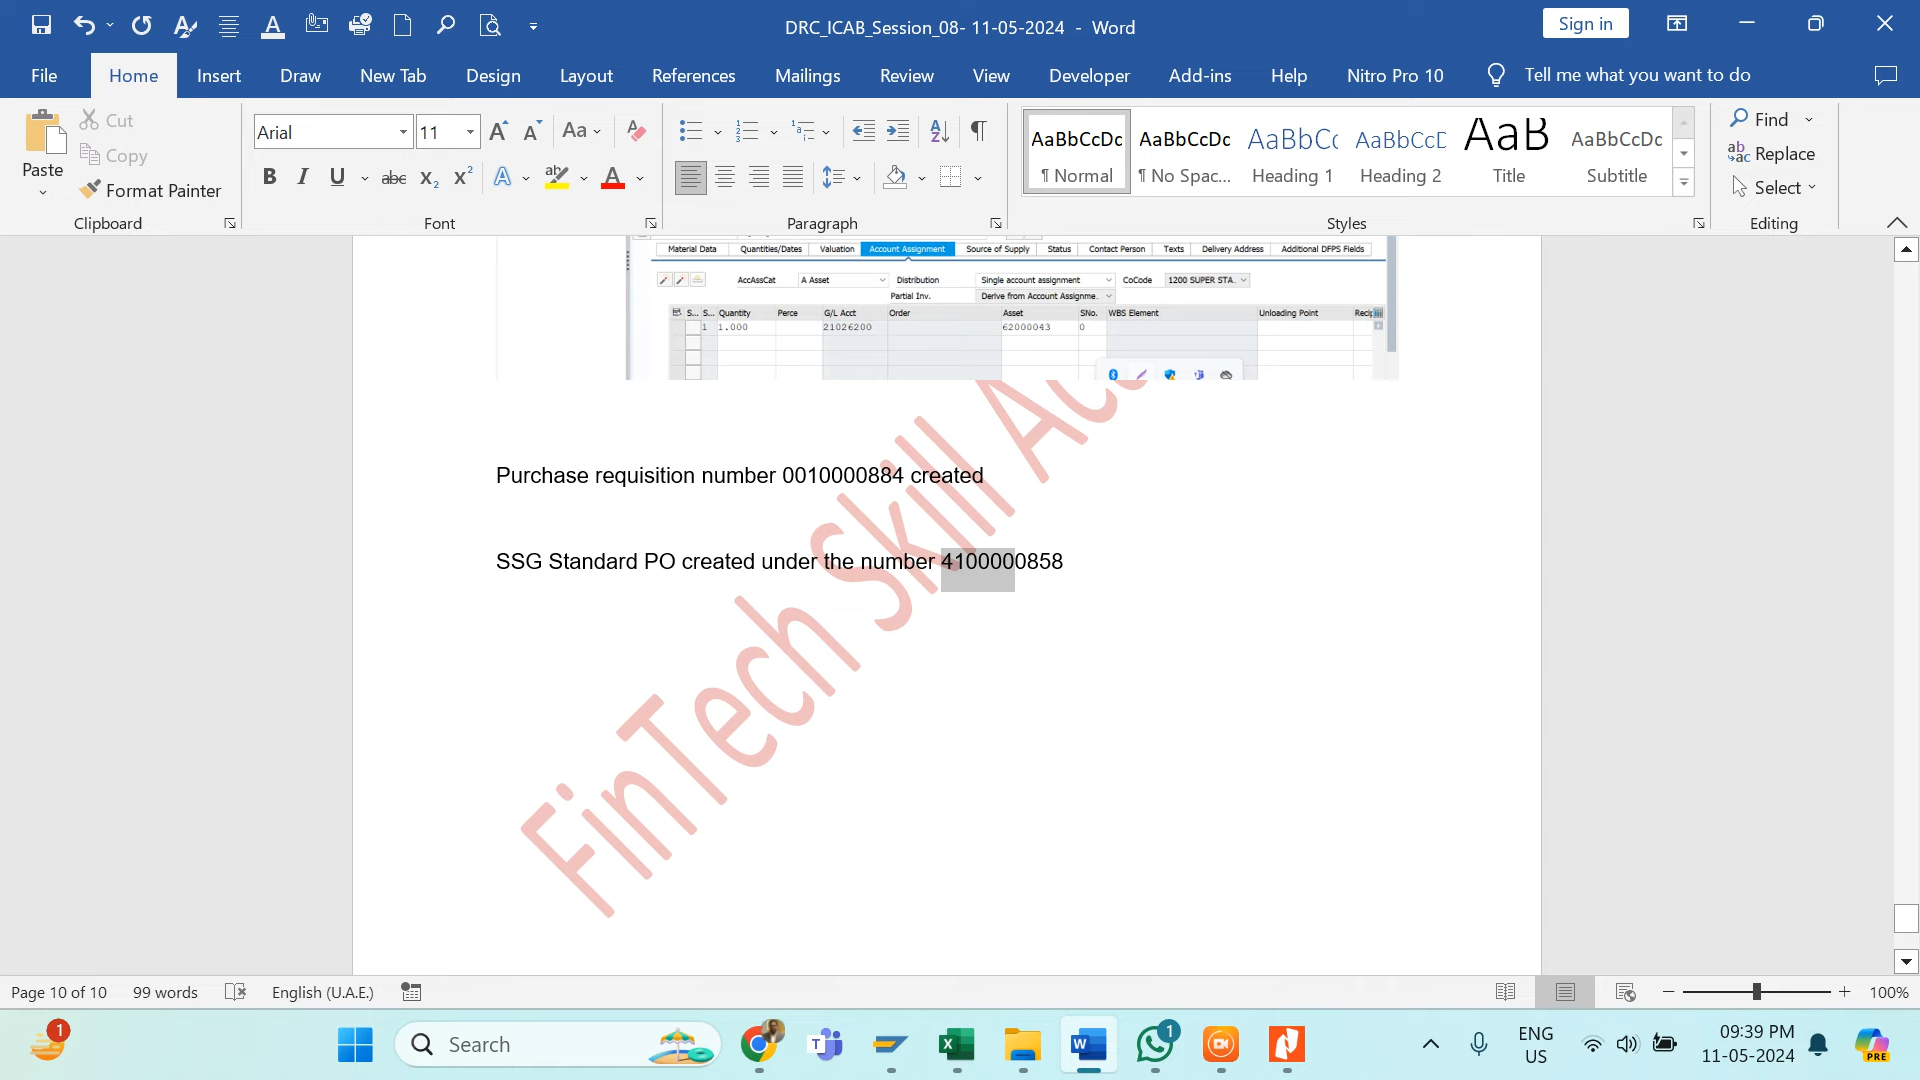 DRC_ICAB_Session_08- 11-05-2024 - Word
Sign in
File Home Insert Draw New Tab Design Layout References Mailings Review View Developer Add-ins Help Nitro Pro 10 Tell me what you want to do
Paste
Cut
Copy
Format Painter
Clipboard
Arial 11
Font
Paragraph
AaBbCcDc AaBbCcDc AaBbCc AaBbCcD AaB AaBbCcDc
¶ Normal ¶ No Spac... Heading 1 Heading 2 Title Subtitle
Styles
Find
Replace
Select
Editing
Material Data Quantities/Dates Valuation Account Assignment Source of Supply Status Contact Person Texts Delivery Address Additional DFPS Fields
AccAssCat A Asset Distribution Single account assignment CoCode 1200 SUPER STA.
Partial Inv. Derive from Account Assignme.
S... S... Quantity Perce G/L Acct Order Asset SNo. WBS Element Unloading Point Recip
1 1.000 21026200 62000043 0
Purchase requisition number 0010000884 created
SSG Standard PO created under the number 4100000858
FinTech Skill Acc
Page 10 of 10 99 words English (U.A.E.) 100%
1
Search
1
ENG
US
09:39 PM
11-05-2024
PRE